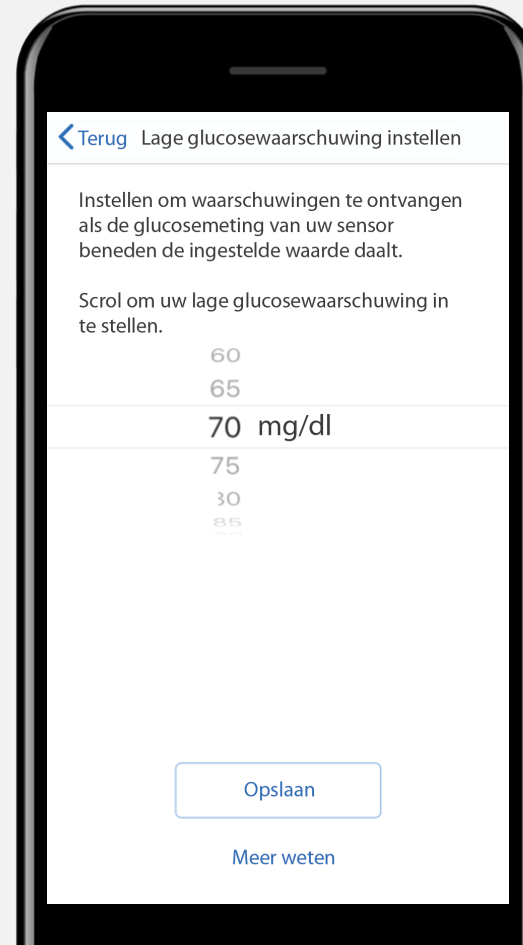 Terug Lage glucosewaarschuwing instellen
Instellen om waarschuwingen te ontvangen
als de glucosemeting van uw sensor
beneden de ingestelde waarde daalt.
Scrol om uw lage glucosewaarschuwing in
te stellen.
60
65
70 mg/dl
75
85
Opslaan
Meer weten